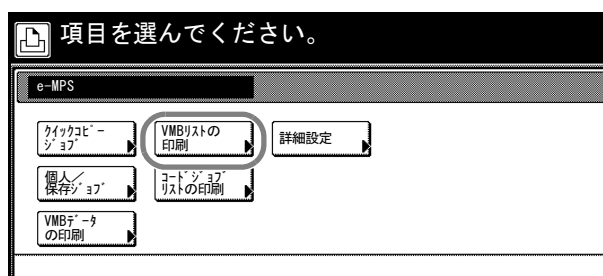 項目を選んでください。
e-MPS
ｸｲｯｸｺﾋﾟｰ
ｼﾞｮﾌﾞ
VMBﾘｽﾄの
印刷
詳細設定
個人／
保存ｼﾞｮﾌﾞ
ｺｰﾄﾞｼﾞｮﾌﾞ
ﾘｽﾄの印刷
VMBﾃﾞｰﾀ
の印刷